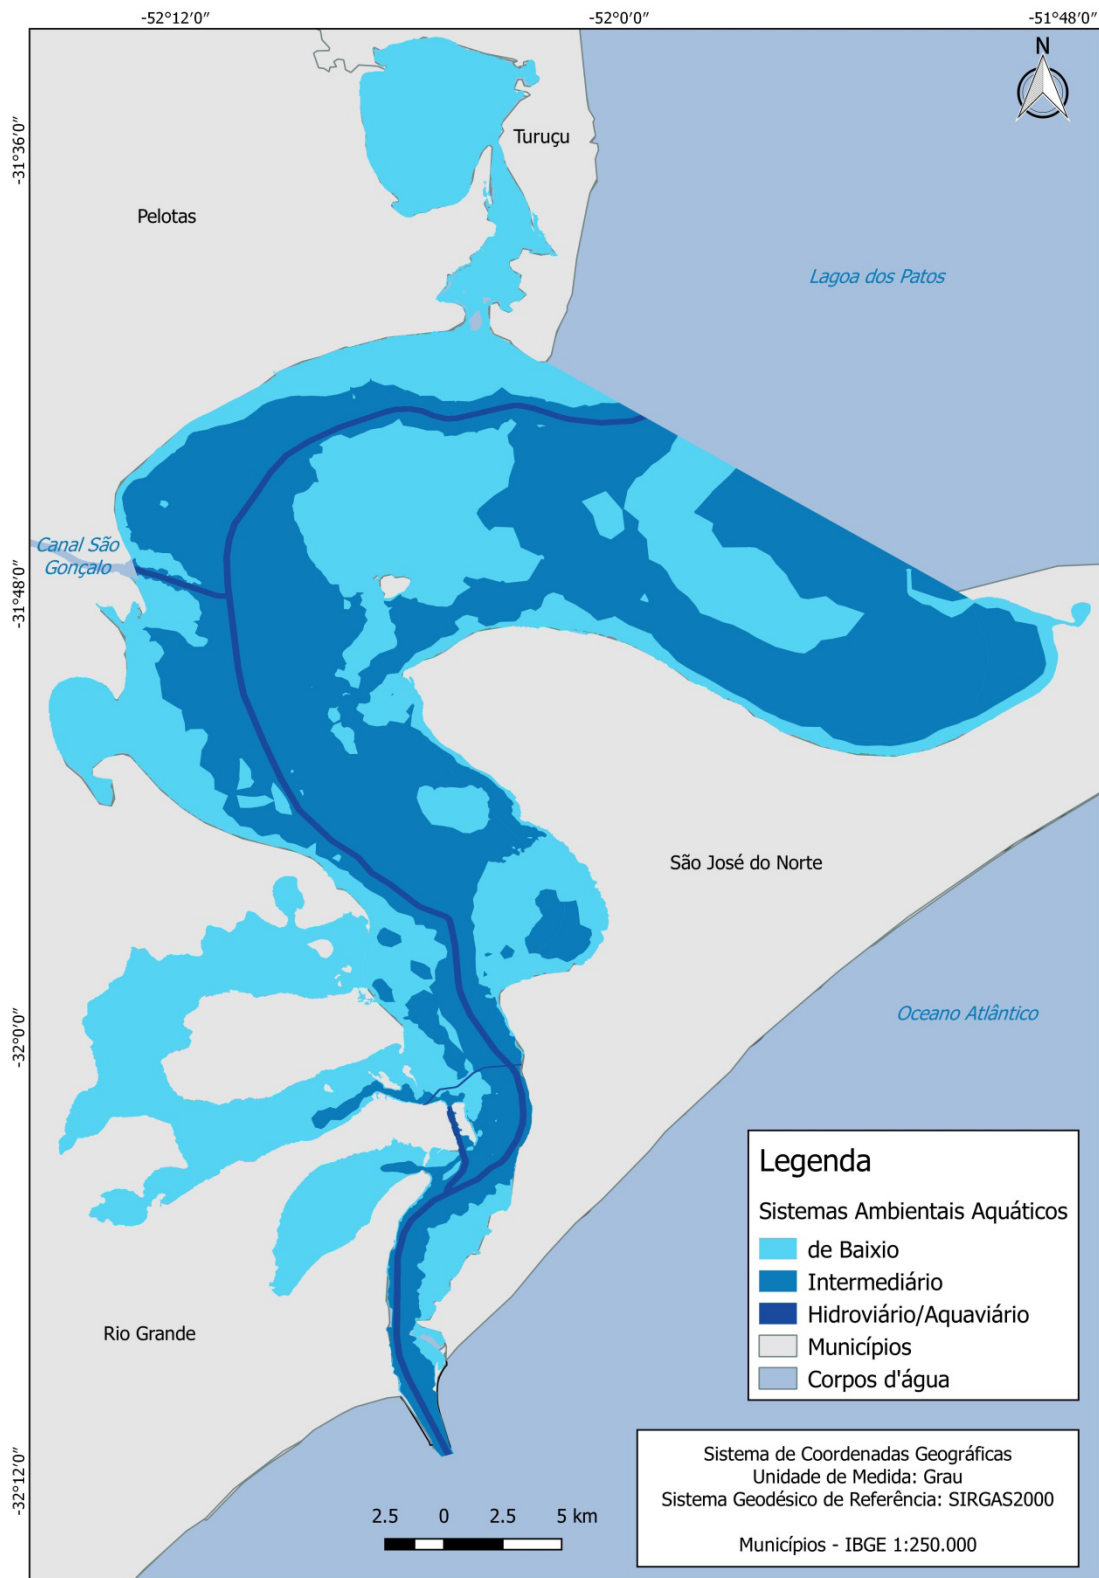 -52°12'0"
-52°0'0"
-51°48'0"
N
-31°36'0"
Turuçu
Pelotas
Lagoa dos Patos
Canal São
Gonçalo
-31°48'0"
São José do Norte
Oceano Atlântico
-32°0'0"
Rio Grande
-32°12'0"
Legenda
Sistemas Ambientais Aquáticos
de Baixio
Intermediário
Hidroviário/Aquaviário
Municípios
Corpos d'água
2.5 0 2.5 5 km
Sistema de Coordenadas Geográficas
Unidade de Medida: Grau
Sistema Geodésico de Referência: SIRGAS2000
Municípios - IBGE 1:250.000